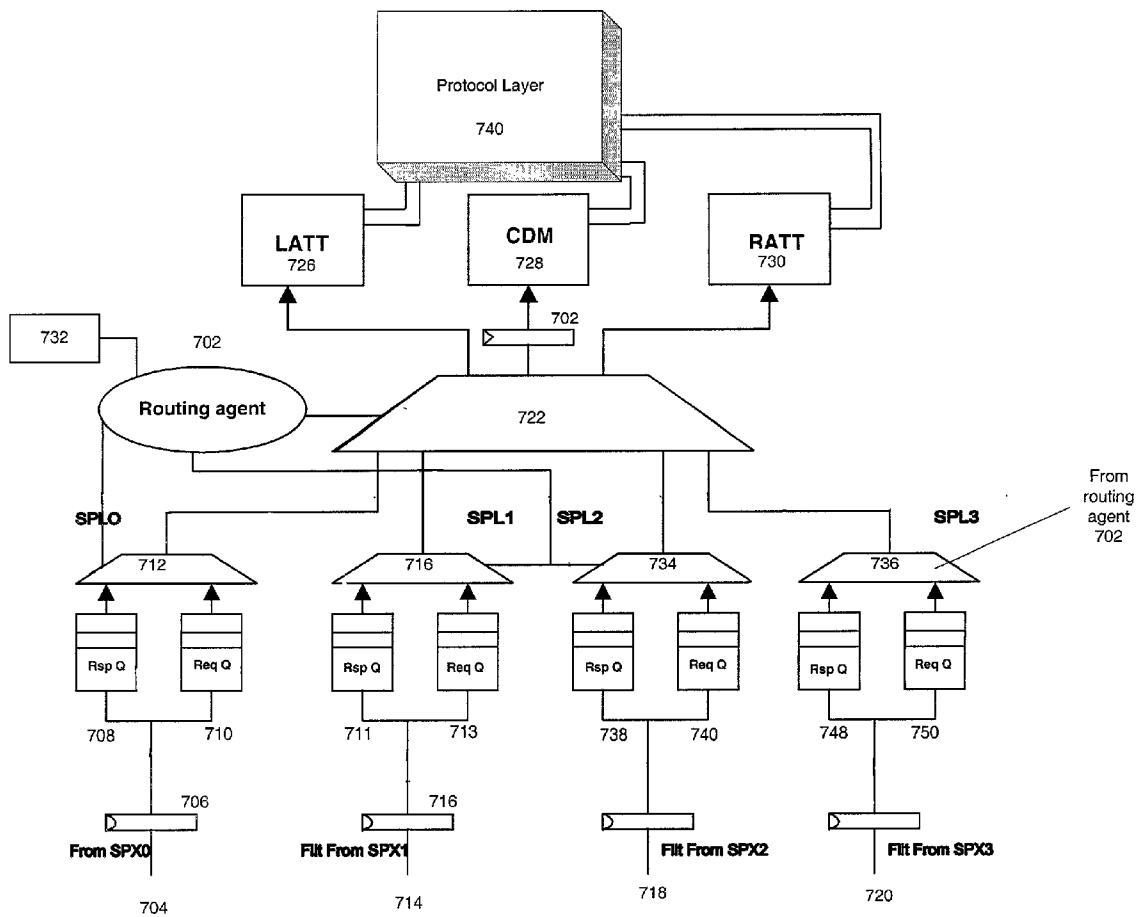 Protocol Layer
740
LATT
726
CDM
728
RATT
730
702
732
702
Routing agent
722
From
routing
agent
702
SPLO
SPL1
SPL2
SPL3
712
716
734
736
Rsp Q
Req Q
Rsp Q
Req Q
Rsp Q
Req Q
Rsp Q
Req Q
708
710
711
713
738
740
748
750
706
716
From SPX0
Flit From SPX1
Flit From SPX2
Flit From SPX3
704
714
718
720